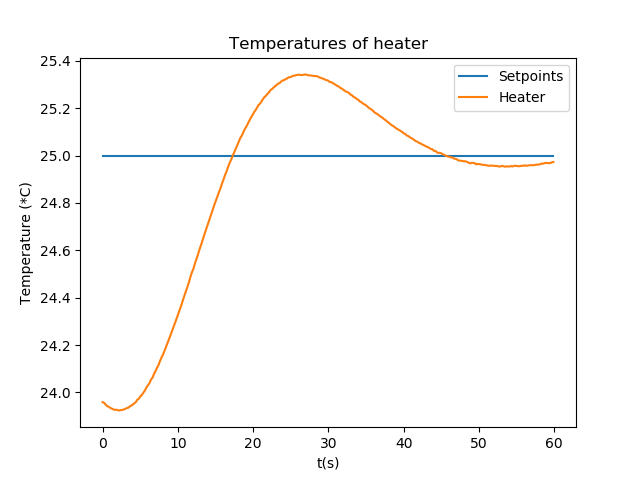 Temperatures of heater
25.4
25.2
25.0
24.8
24.6
24.4
24.2
24.0
Temperature (*C)
Setpoints
Heater
0 10 20 30 40 50 60
t(s)